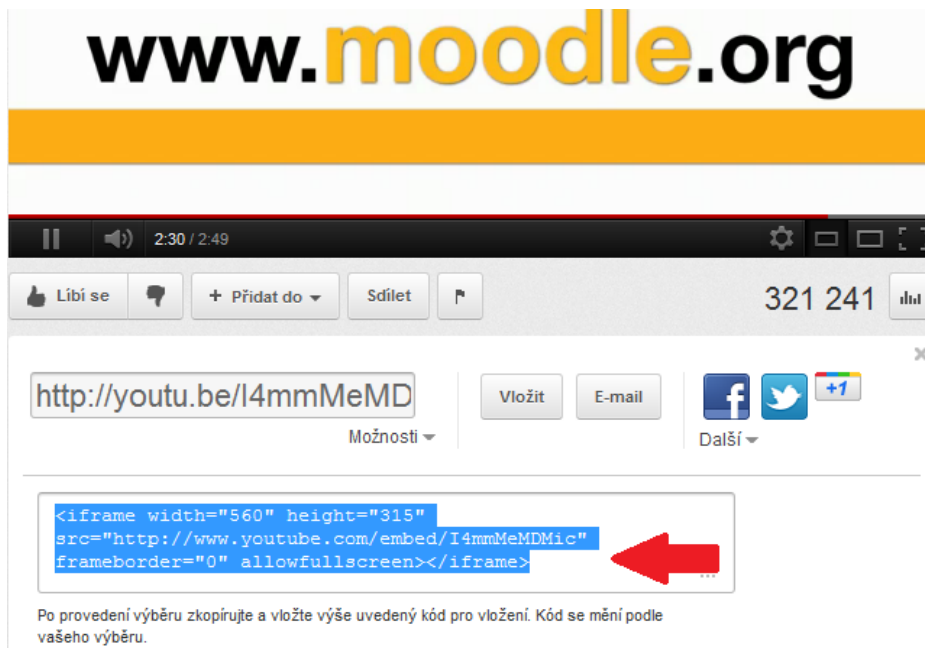 www.moodle.org
2:30 / 2:49
Líbí se + Přidat do Sdílet 321 241
http://youtu.be/I4mmMeMD Vložit E-mail +1
Možnosti Další
<iframe width="560" height="315"
src="http://www.youtube.com/embed/I4mmMeMDMic"
frameborder="0" allowfullscreen></iframe>
Po provedení výběru zkopírujte a vložte výše uvedený kód pro vložení. Kód se mění podle
vašeho výběru.